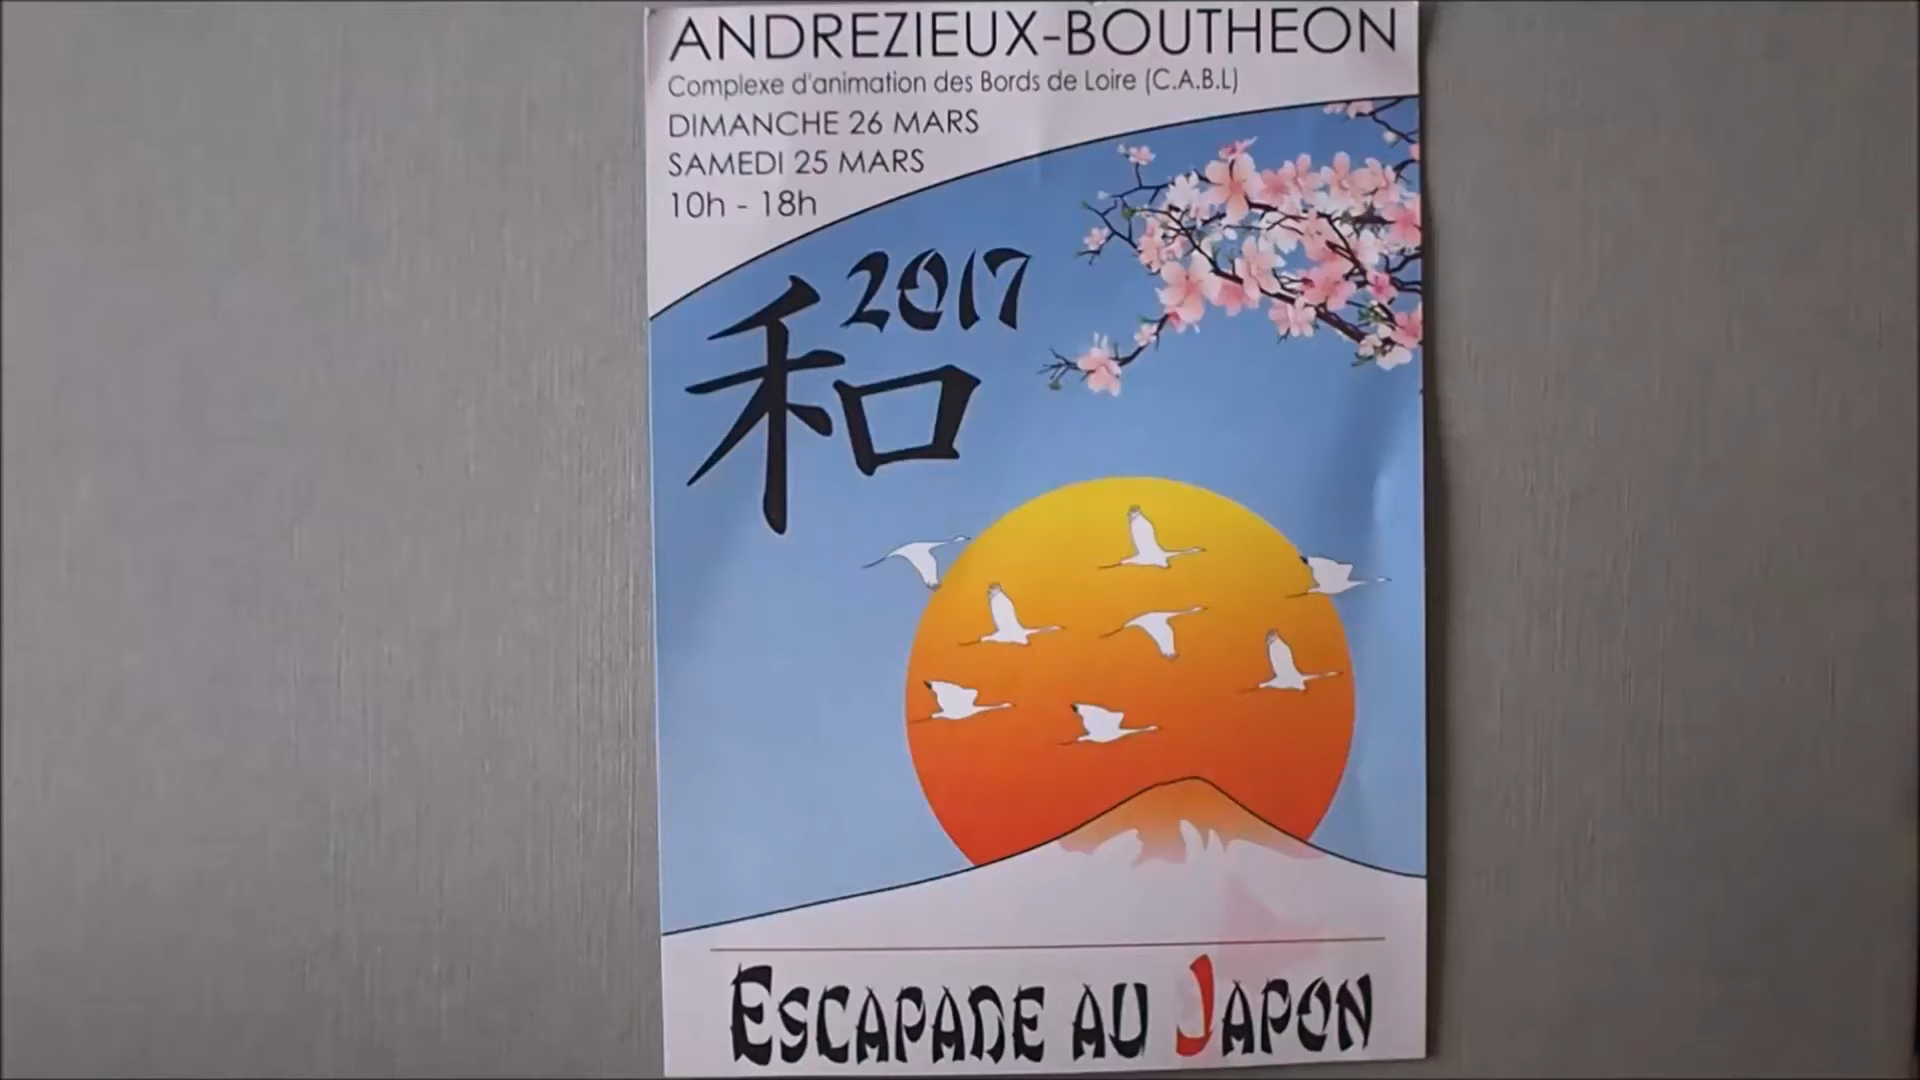 ANDREZIEUX-BOUTHEON
Complexe d'animation des Bords de Loire (C.A.B.L)
DIMANCHE 26 MARS
SAMEDI 25 MARS
10h - 18h
2017
和
ESCAPADE AU JAPON